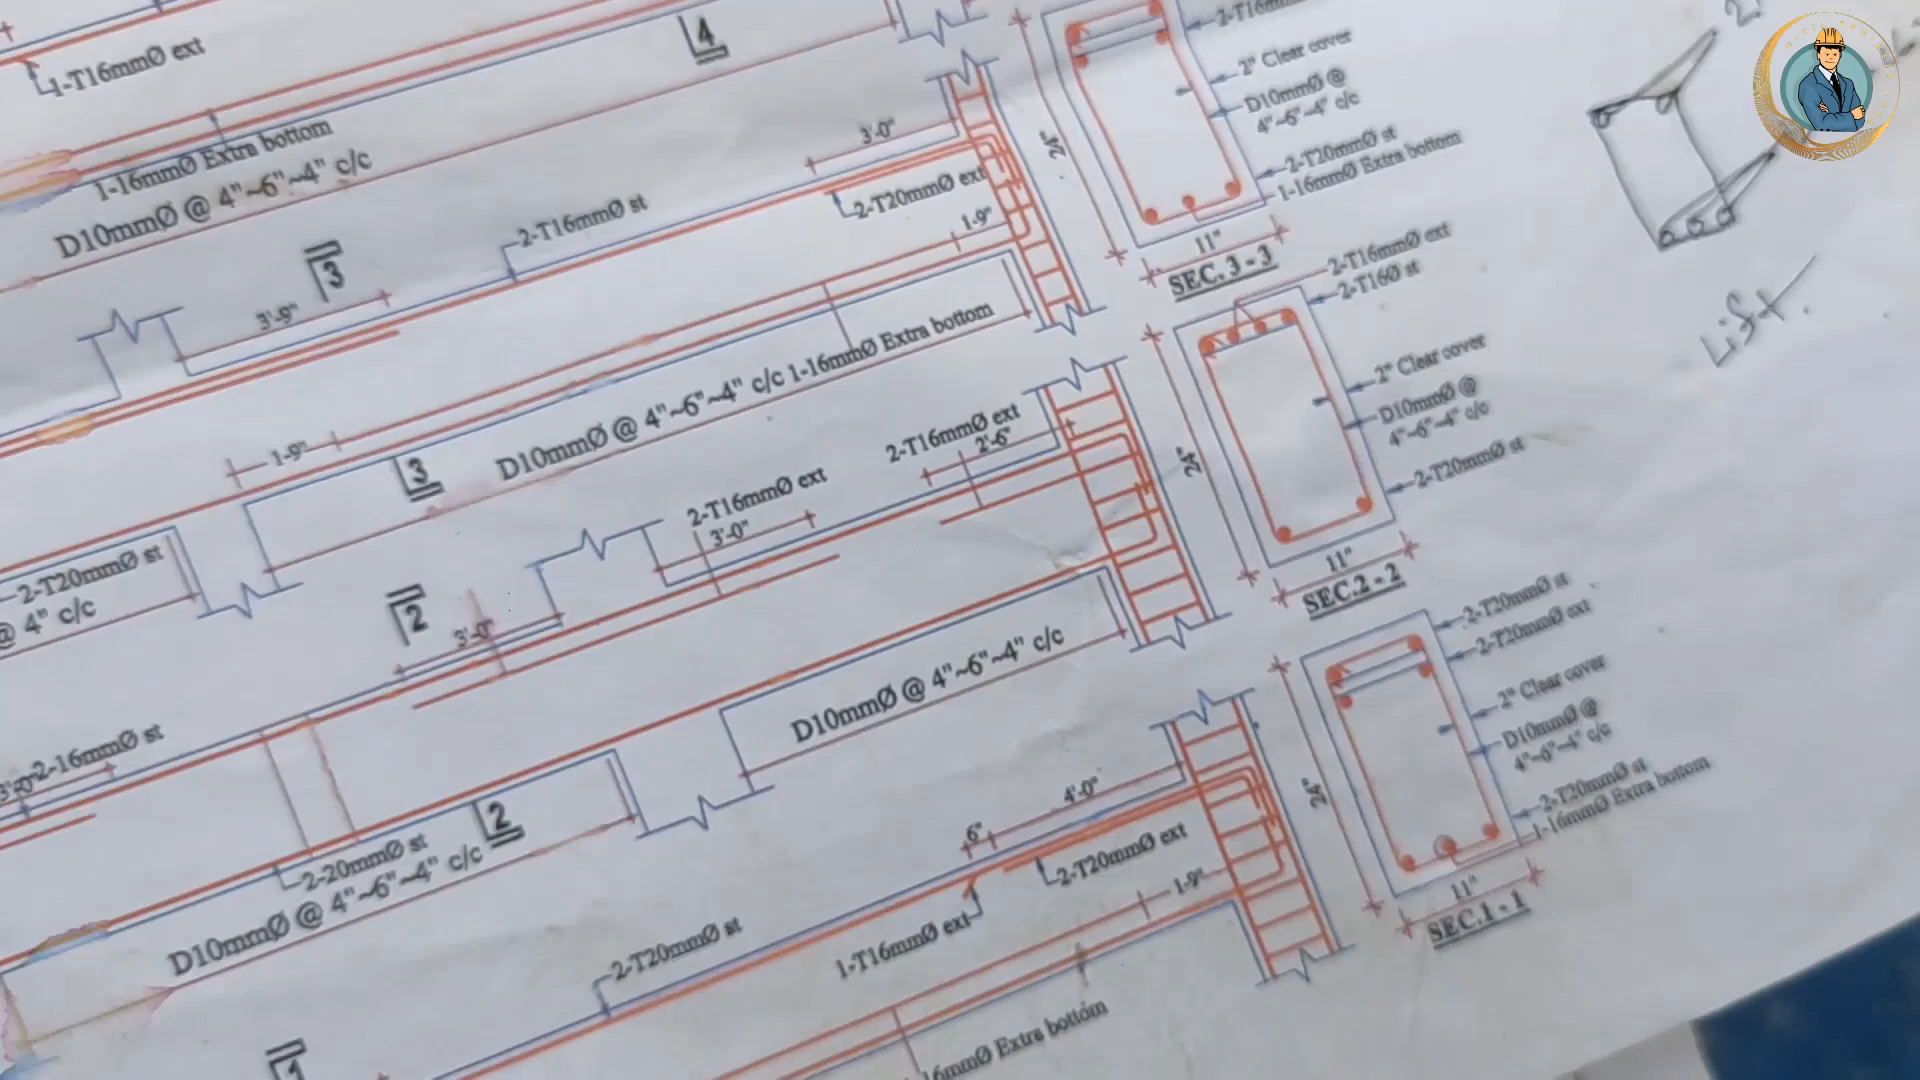 1-T16mmØ ext
1-16mmØ Extra bottom
D10mmØ @ 4"~6"~4" c/c
4
3
3'-9"
2-T16mmØ st
3'-0"
2-T20mmØ ext
1-9"
2" Clear cover
D10mmØ @
4"~6"~4" c/c
2-T20mmØ st
1-16mmØ Extra bottom
24"
11"
SEC. 3 - 3
1-9"
3
D10mmØ @ 4"~6"~4" c/c
1-16mmØ Extra bottom
2-T16mmØ ext
2-T16Ø st
2" Clear cover
D10mmØ @
4"~6"~4" c/c
2-T20mmØ st
24"
11"
SEC.2 - 2
2-T20mmØ st
@ 4" c/c
2
3'-0"
2-T16mmØ ext
3'-0"
2-T16mmØ ext
2'-6"
2-16mmØ st
2-20mmØ st
2
D10mmØ @ 4"~6"~4" c/c
D10mmØ @ 4"~6"~4" c/c
2-T20mmØ st
2-T20mmØ ext
2" Clear cover
D10mmØ @
4"~6"~4" c/c
2-T20mmØ st
1-16mmØ Extra bottom
24"
11"
SEC.1 - 1
1
2-T20mmØ st
6"
4'-0"
2-T20mmØ ext
1-T16mmØ ext
1-9"
16mmØ Extra bottom
Lift.